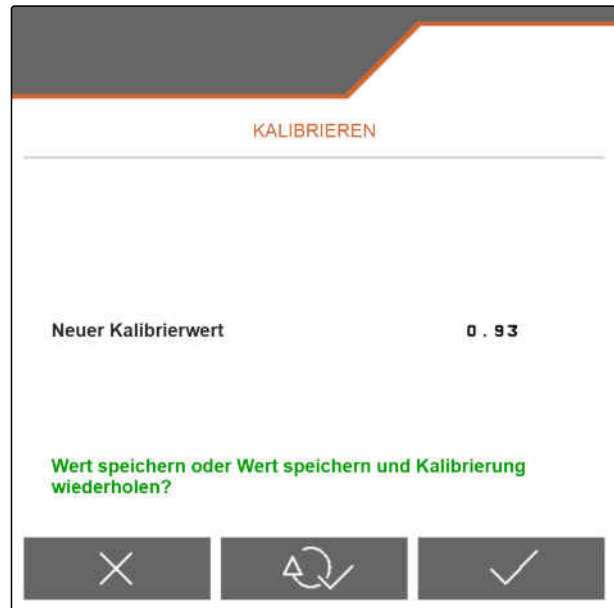 KALIBRIEREN
Neuer Kalibrierwert 0.93
Wert speichern oder Wert speichern und Kalibrierung
wiederholen?